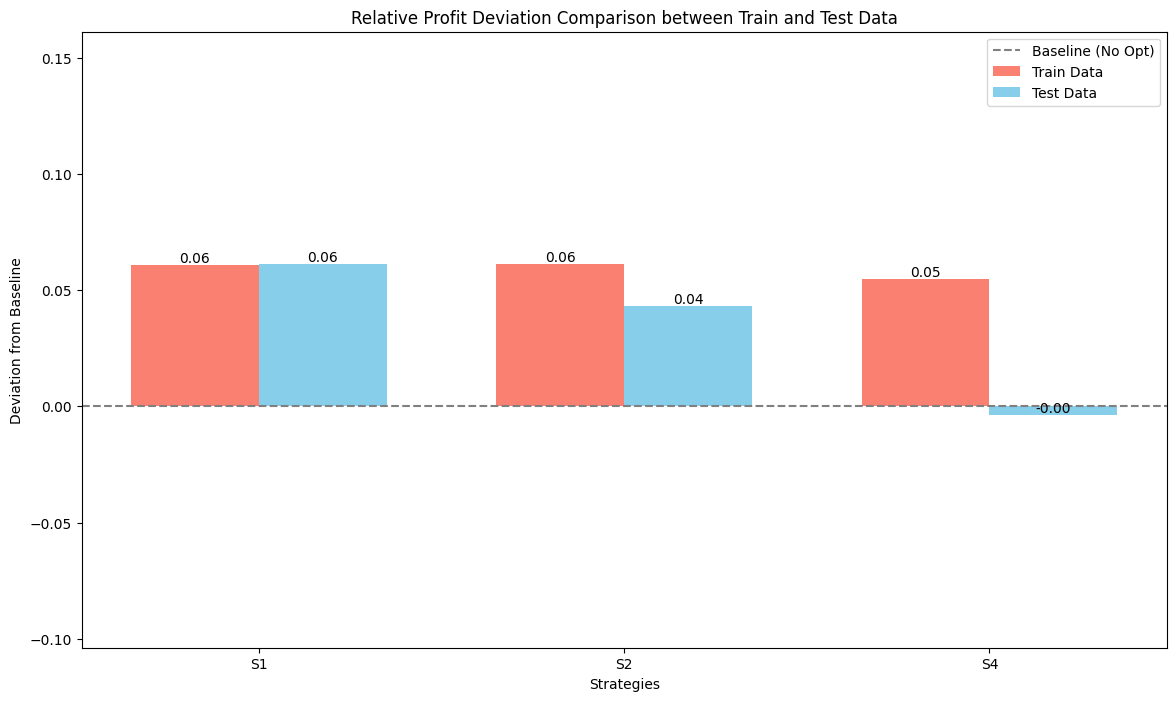 Relative Profit Deviation Comparison between Train and Test Data
Baseline (No Opt)
Train Data
Test Data
0.15
0.10
0.05
0.00
−0.05
−0.10
Deviation from Baseline
0.06
0.06
0.06
0.04
0.05
-0.00
S1
S2
S4
Strategies